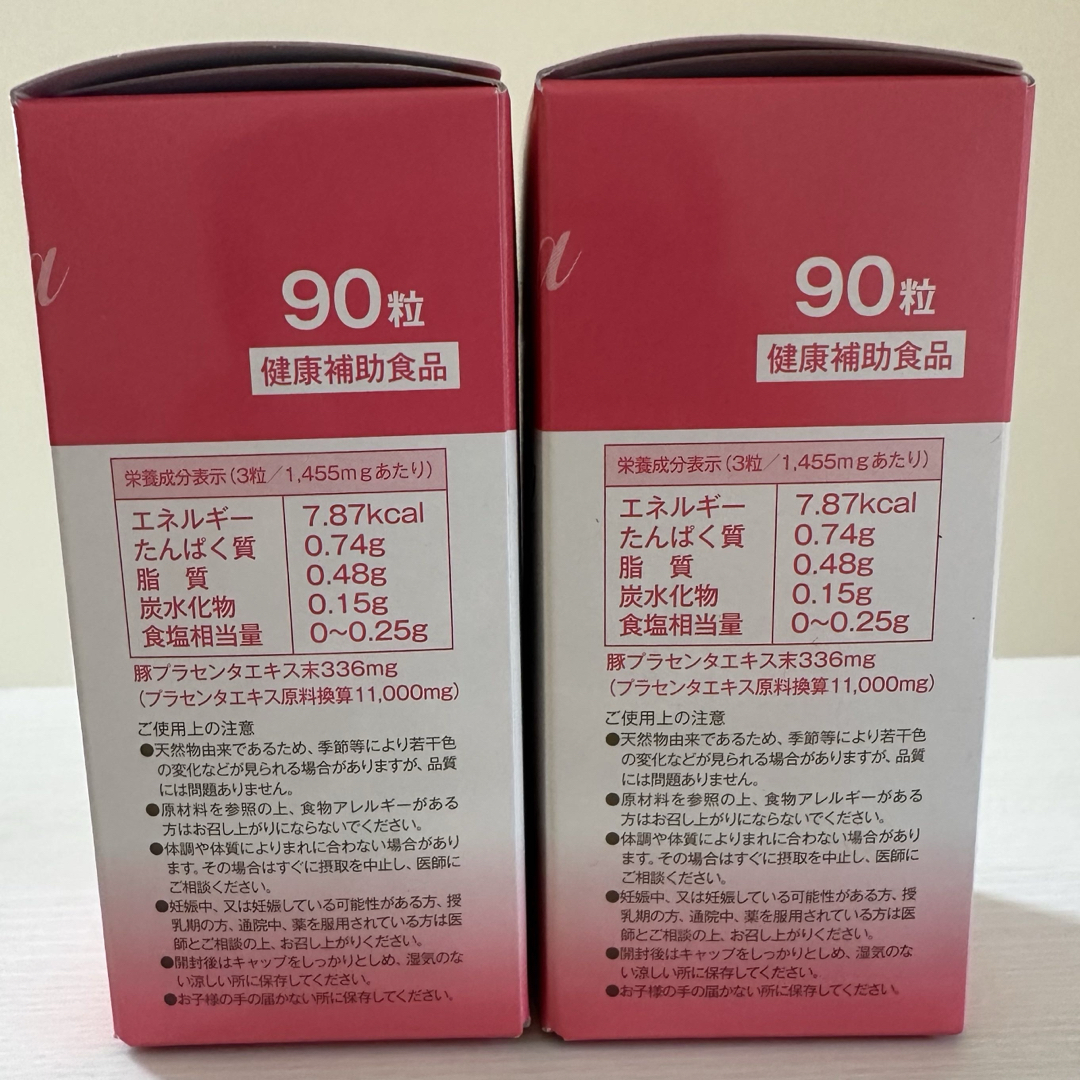 α
90粒
健康補助食品
栄養成分表示(3粒/1,455mgあたり)
エネルギー 7.87kcal
たんぱく質 0.74g
脂 質 0.48g
炭水化物 0.15g
食塩相当量 0~0.25g
豚プラセンタエキス末336mg
(プラセンタエキス原料換算11,000mg)
ご使用上の注意
●天然物由来であるため、季節等により若干色
の変化などが見られる場合がありますが、品質
には問題ありません。
●原材料を参照の上、食物アレルギーがある
方はお召し上がりにならないでください。
●体調や体質によりまれに合わない場合があり
ます。その場合はすぐに摂取を中止し、医師に
ご相談ください。
●妊娠中、又は妊娠している可能性がある方、授
乳期の方、通院中、薬を服用されている方は医
師とご相談の上、お召し上がりください。
●開封後はキャップをしっかりとしめ、湿気のな
い涼しい所に保存してください。
●お子様の手の届かない所に保存してください。
α
90粒
健康補助食品
栄養成分表示(3粒/1,455mgあたり)
エネルギー 7.87kcal
たんぱく質 0.74g
脂 質 0.48g
炭水化物 0.15g
食塩相当量 0~0.25g
豚プラセンタエキス末336mg
(プラセンタエキス原料換算11,000mg)
ご使用上の注意
●天然物由来であるため、季節等により若干色
の変化などが見られる場合がありますが、品質
には問題ありません。
●原材料を参照の上、食物アレルギーがある
方はお召し上がりにならないでください。
●体調や体質によりまれに合わない場合があり
ます。その場合はすぐに摂取を中止し、医師に
ご相談ください。
●妊娠中、又は妊娠している可能性がある方、授
乳期の方、通院中、薬を服用されている方は医
師とご相談の上、お召し上がりください。
●開封後はキャップをしっかりとしめ、湿気のな
い涼しい所に保存してください。
●お子様の手の届かない所に保存してください。